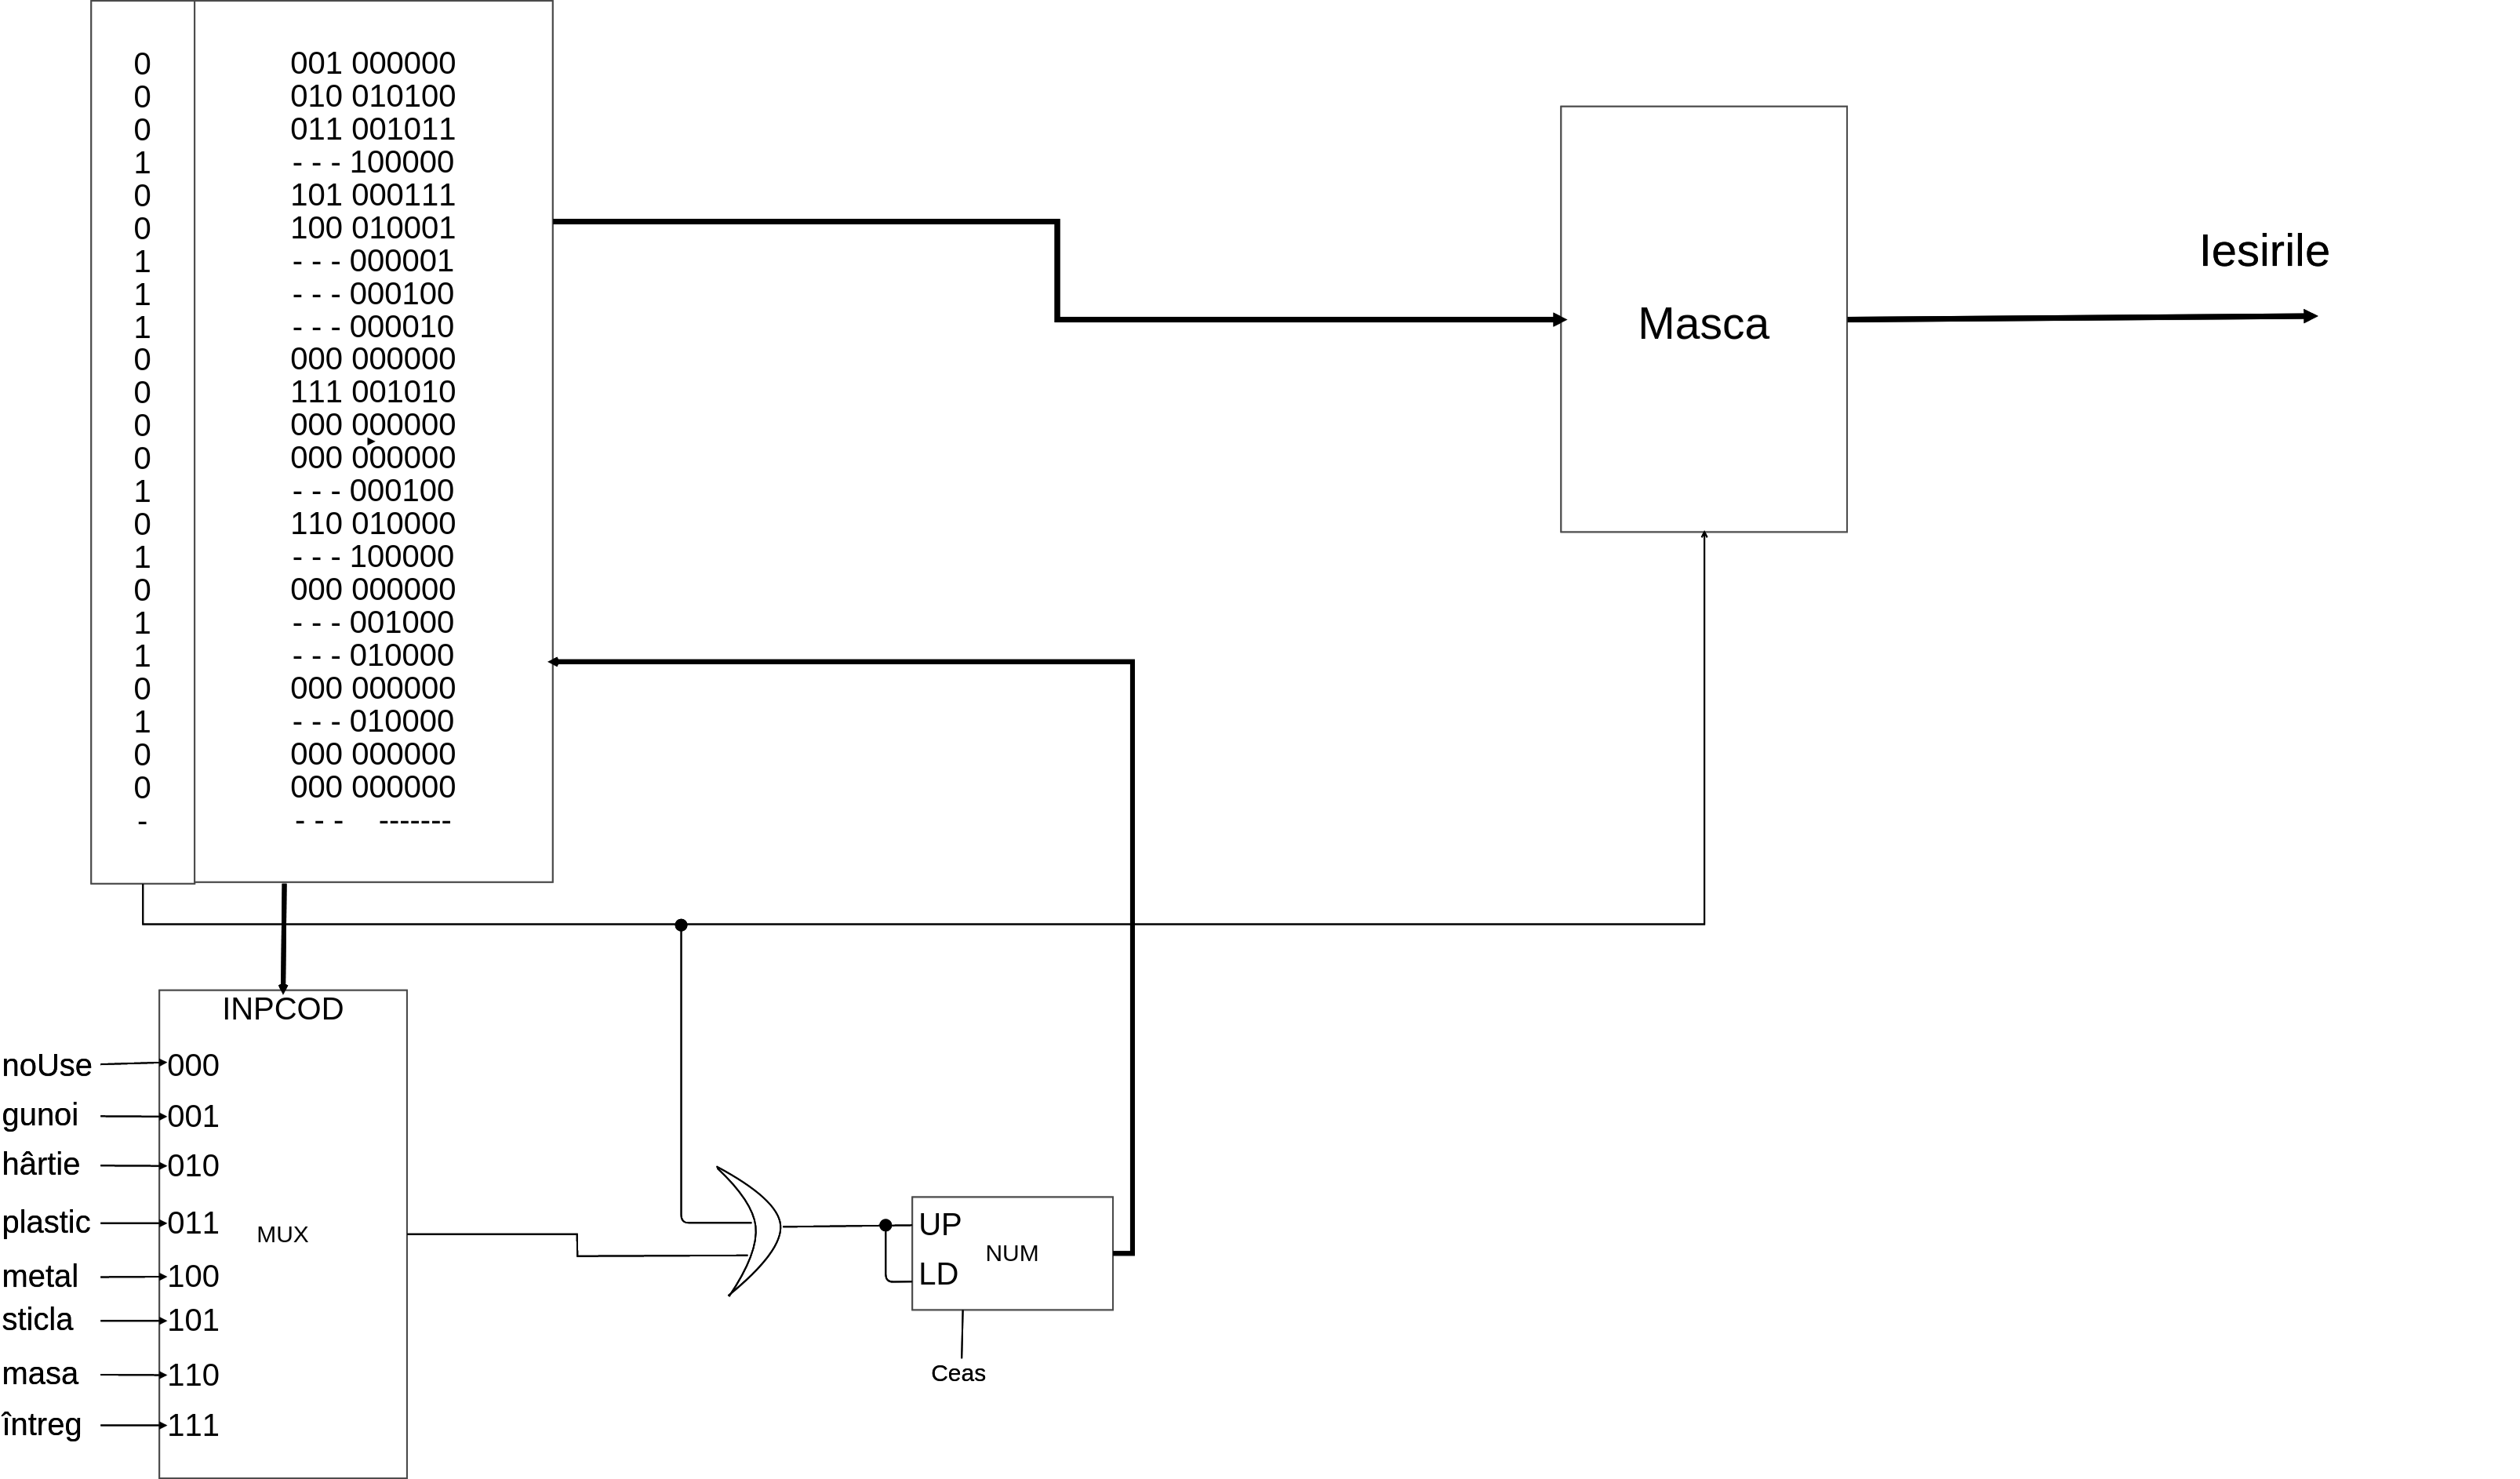 0 001 000000
0 010 010100
0 011 001011
1 - - - 100000
0 101 000111
0 100 010001
1 - - - 000001
1 - - - 000100
1 - - - 000010
0 000 000000
0 111 001010
0 000 000000
0 000 000000
1 - - - 000100
0 110 010000
1 - - - 100000
0 000 000000
1 - - - 001000
1 - - - 010000
0 000 000000
1 - - - 010000
0 000 000000
0 000 000000
- - - - -------
Masca
Iesirile
INPCOD
noUse 000
gunoi 001
hârtie 010
plastic 011
MUX
metal 100
sticla 101
masa 110
întreg 111
UP
NUM
LD
Ceas